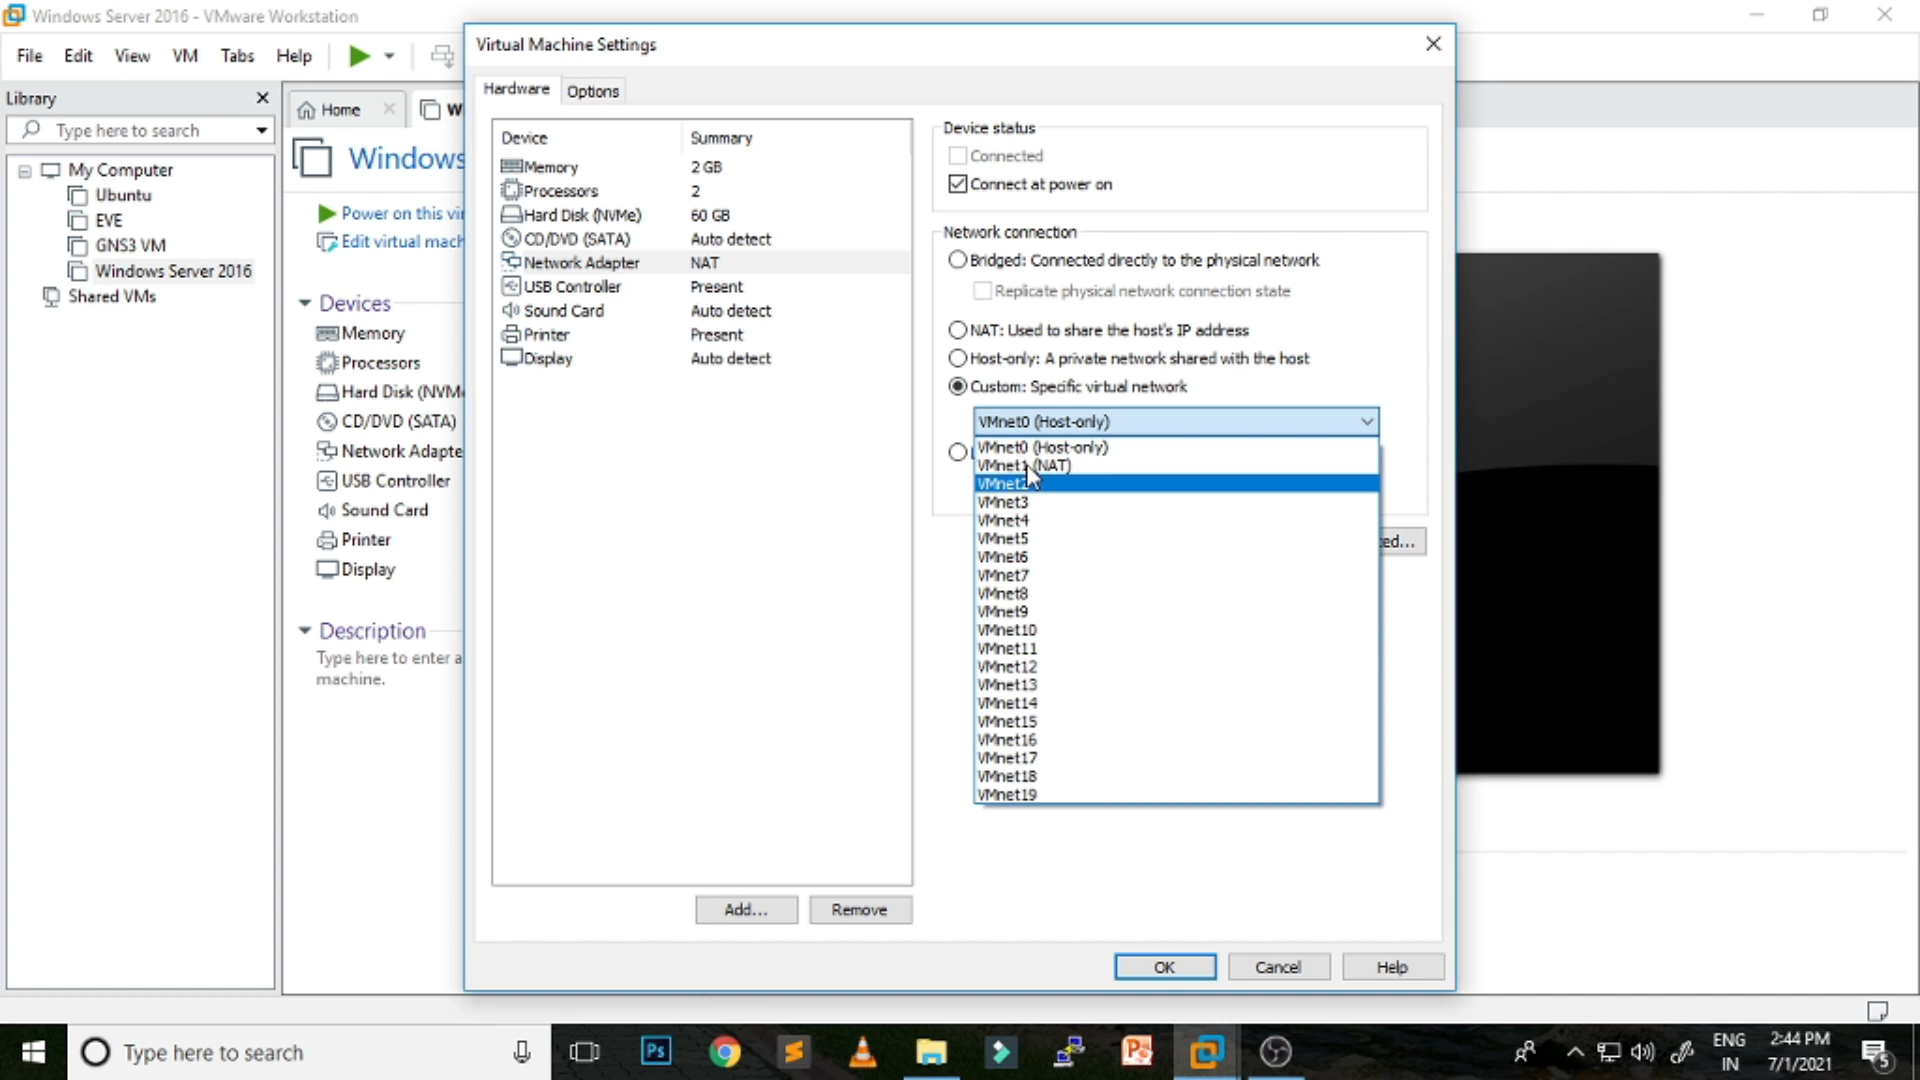 Windows Server 2016 - VMware Workstation
File Edit View VM Tabs Help
Library
Type here to search
My Computer
Ubuntu
EVE
GNS3 VM
Windows Server 2016
Shared VMs
Home
W
Windows
Power on this vi
Edit virtual mach
Devices
Memory
Processors
Hard Disk (NVMe
CD/DVD (SATA)
Network Adapte
USB Controller
Sound Card
Printer
Display
Description
Type here to enter a
machine.
Virtual Machine Settings
Hardware Options
Device Summary
Memory 2 GB
Processors 2
Hard Disk (NVMe) 60 GB
CD/DVD (SATA) Auto detect
Network Adapter NAT
USB Controller Present
Sound Card Auto detect
Printer Present
Display Auto detect
Add... Remove
Device status
Connected
Connect at power on
Network connection
Bridged: Connected directly to the physical network
Replicate physical network connection state
NAT: Used to share the host's IP address
Host-only: A private network shared with the host
Custom: Specific virtual network
VMnet0 (Host-only)
VMnet0 (Host-only)
VMnet1 (NAT)
VMnet2
VMnet3
VMnet4
VMnet5
VMnet6
VMnet7
VMnet8
VMnet9
VMnet10
VMnet11
VMnet12
VMnet13
VMnet14
VMnet15
VMnet16
VMnet17
VMnet18
VMnet19
ced...
OK Cancel Help
Type here to search
Ps
ENG
IN
2:44 PM
7/1/2021
5